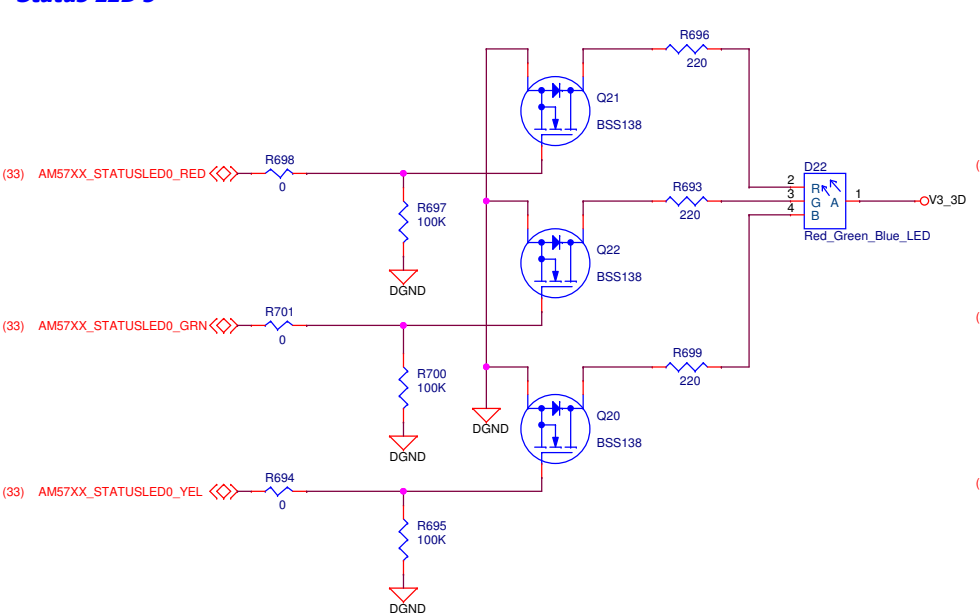 R696
220
Q21
BSS138
(33) AM57XX_STATUSLED0_RED
R698
0
D22
2
3
4
R
G A
B
1
V3_3D
Red_Green_Blue_LED
R697
100K
DGND
R693
220
Q22
BSS138
(33) AM57XX_STATUSLED0_GRN
R701
0
R700
100K
DGND
R699
220
DGND
Q20
BSS138
(33) AM57XX_STATUSLED0_YEL
R694
0
R695
100K
DGND